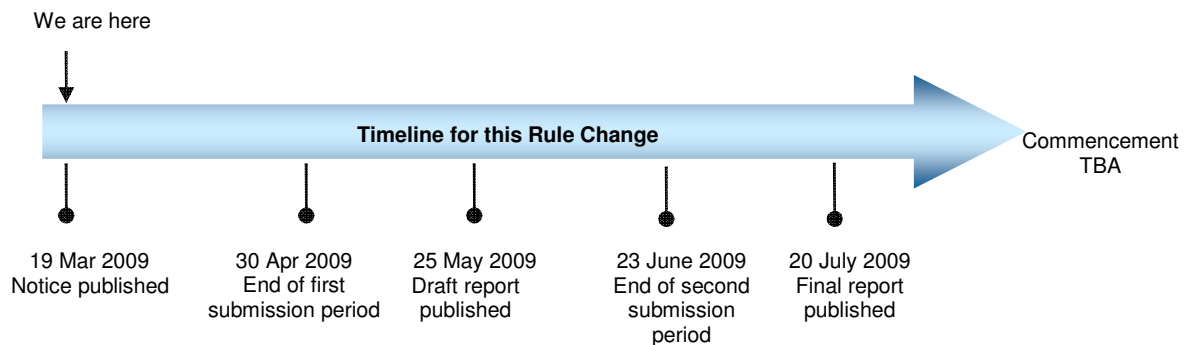 We are here
Timeline for this Rule Change
Commencement
TBA
19 Mar 2009
Notice published
30 Apr 2009
End of first
submission period
25 May 2009
Draft report
published
23 June 2009
End of second
submission
period
20 July 2009
Final report
published